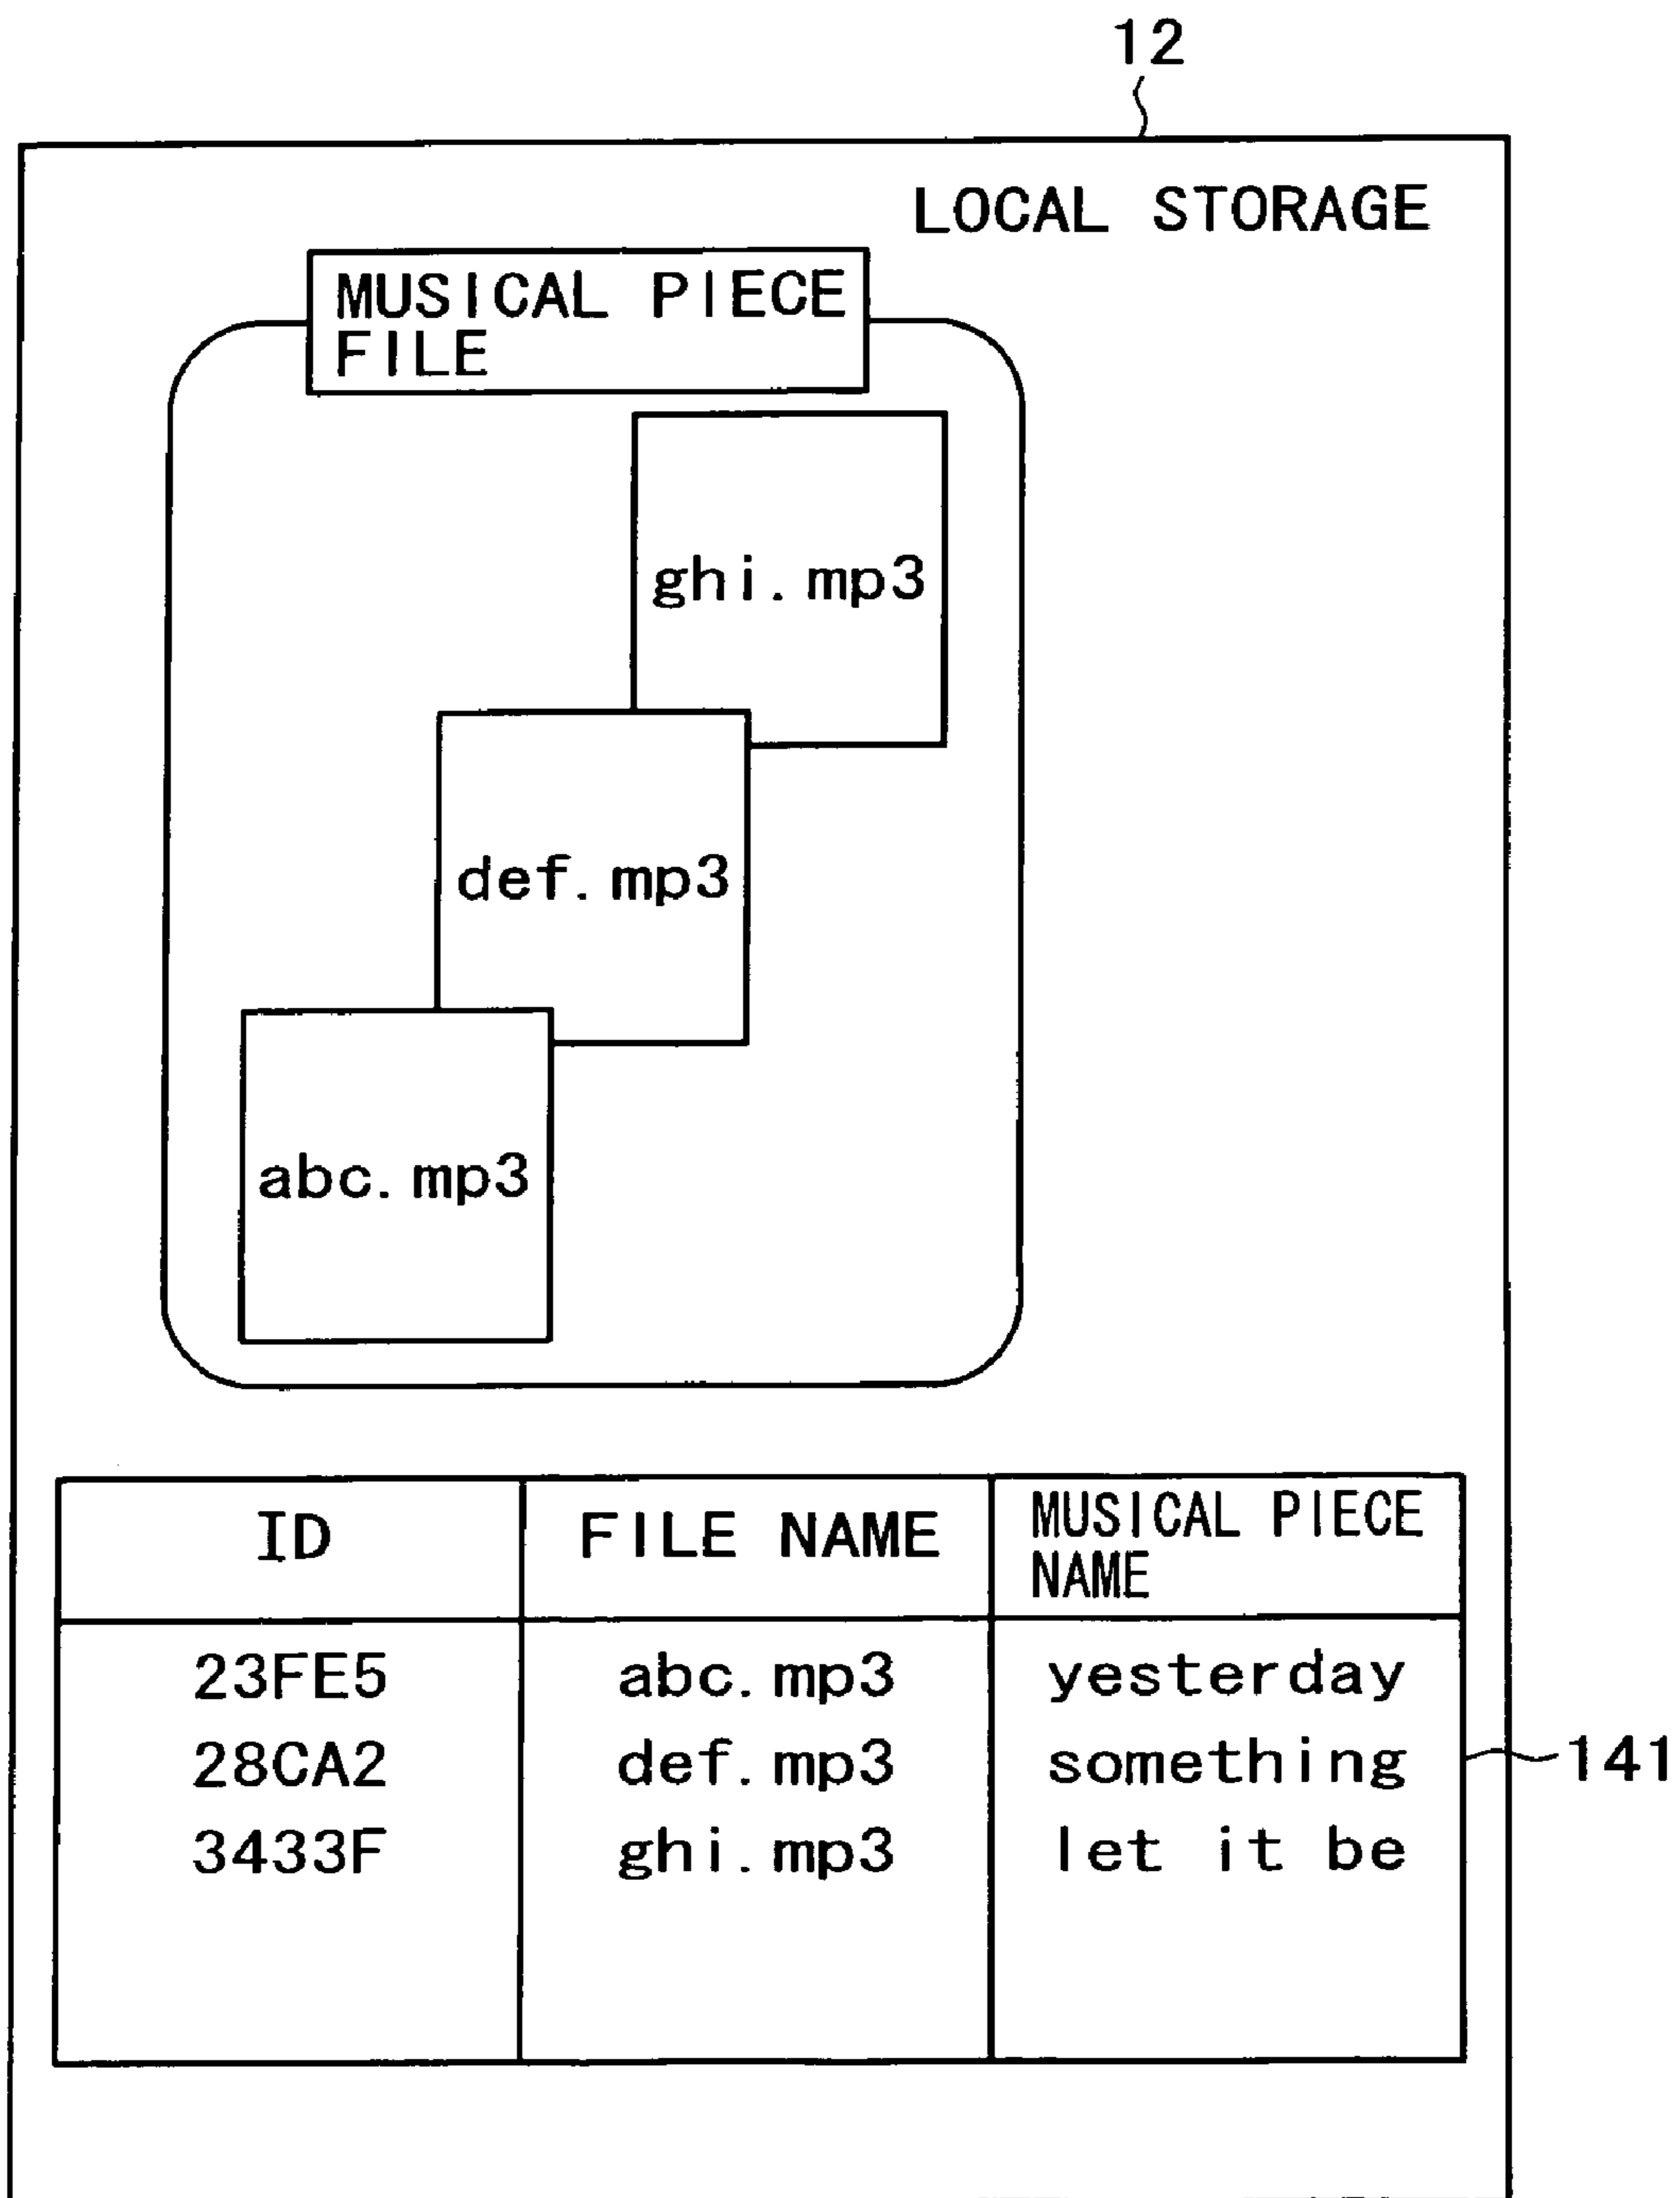 12
LOCAL STORAGE
MUSICAL PIECE
FILE
ghi.mp3
def.mp3
abc.mp3
ID FILE NAME MUSICAL PIECE NAME
23FE5 abc.mp3 yesterday
28CA2 def.mp3 something
141
3433F ghi.mp3 let it be